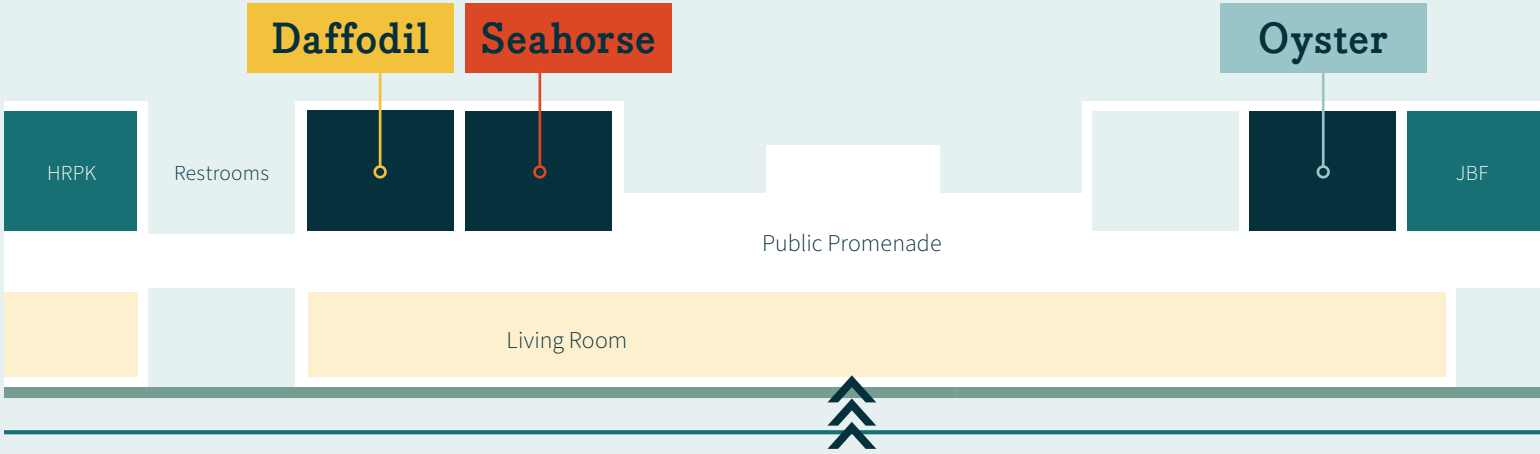 Daffodil
Seahorse
Oyster
HRPK
Restrooms
JBF
Public Promenade
Living Room